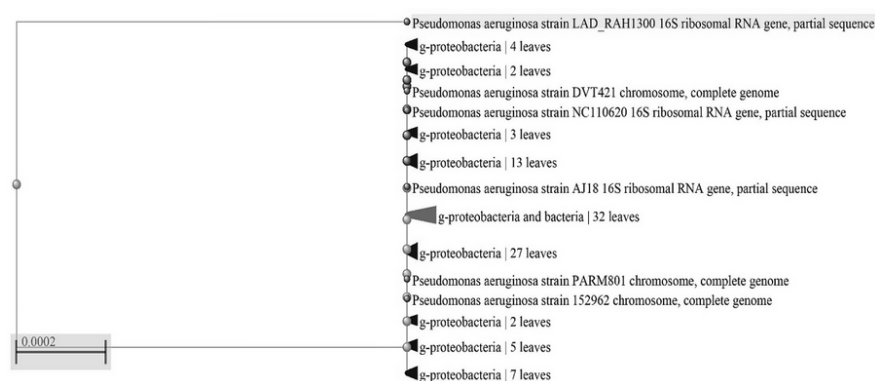 Pseudomonas aeruginosa strain LAD_RAH1300 16S ribosomal RNA gene, partial sequence
g-proteobacteria | 4 leaves
g-proteobacteria | 2 leaves
Pseudomonas aeruginosa strain DVT421 chromosome, complete genome
Pseudomonas aeruginosa strain NC110620 16S ribosomal RNA gene, partial sequence
g-proteobacteria | 3 leaves
g-proteobacteria | 13 leaves
Pseudomonas aeruginosa strain AJ18 16S ribosomal RNA gene, partial sequence
g-proteobacteria and bacteria | 32 leaves
g-proteobacteria | 27 leaves
Pseudomonas aeruginosa strain PARM801 chromosome, complete genome
Pseudomonas aeruginosa strain 152962 chromosome, complete genome
g-proteobacteria | 2 leaves
0.0002
g-proteobacteria | 5 leaves
g-proteobacteria | 7 leaves